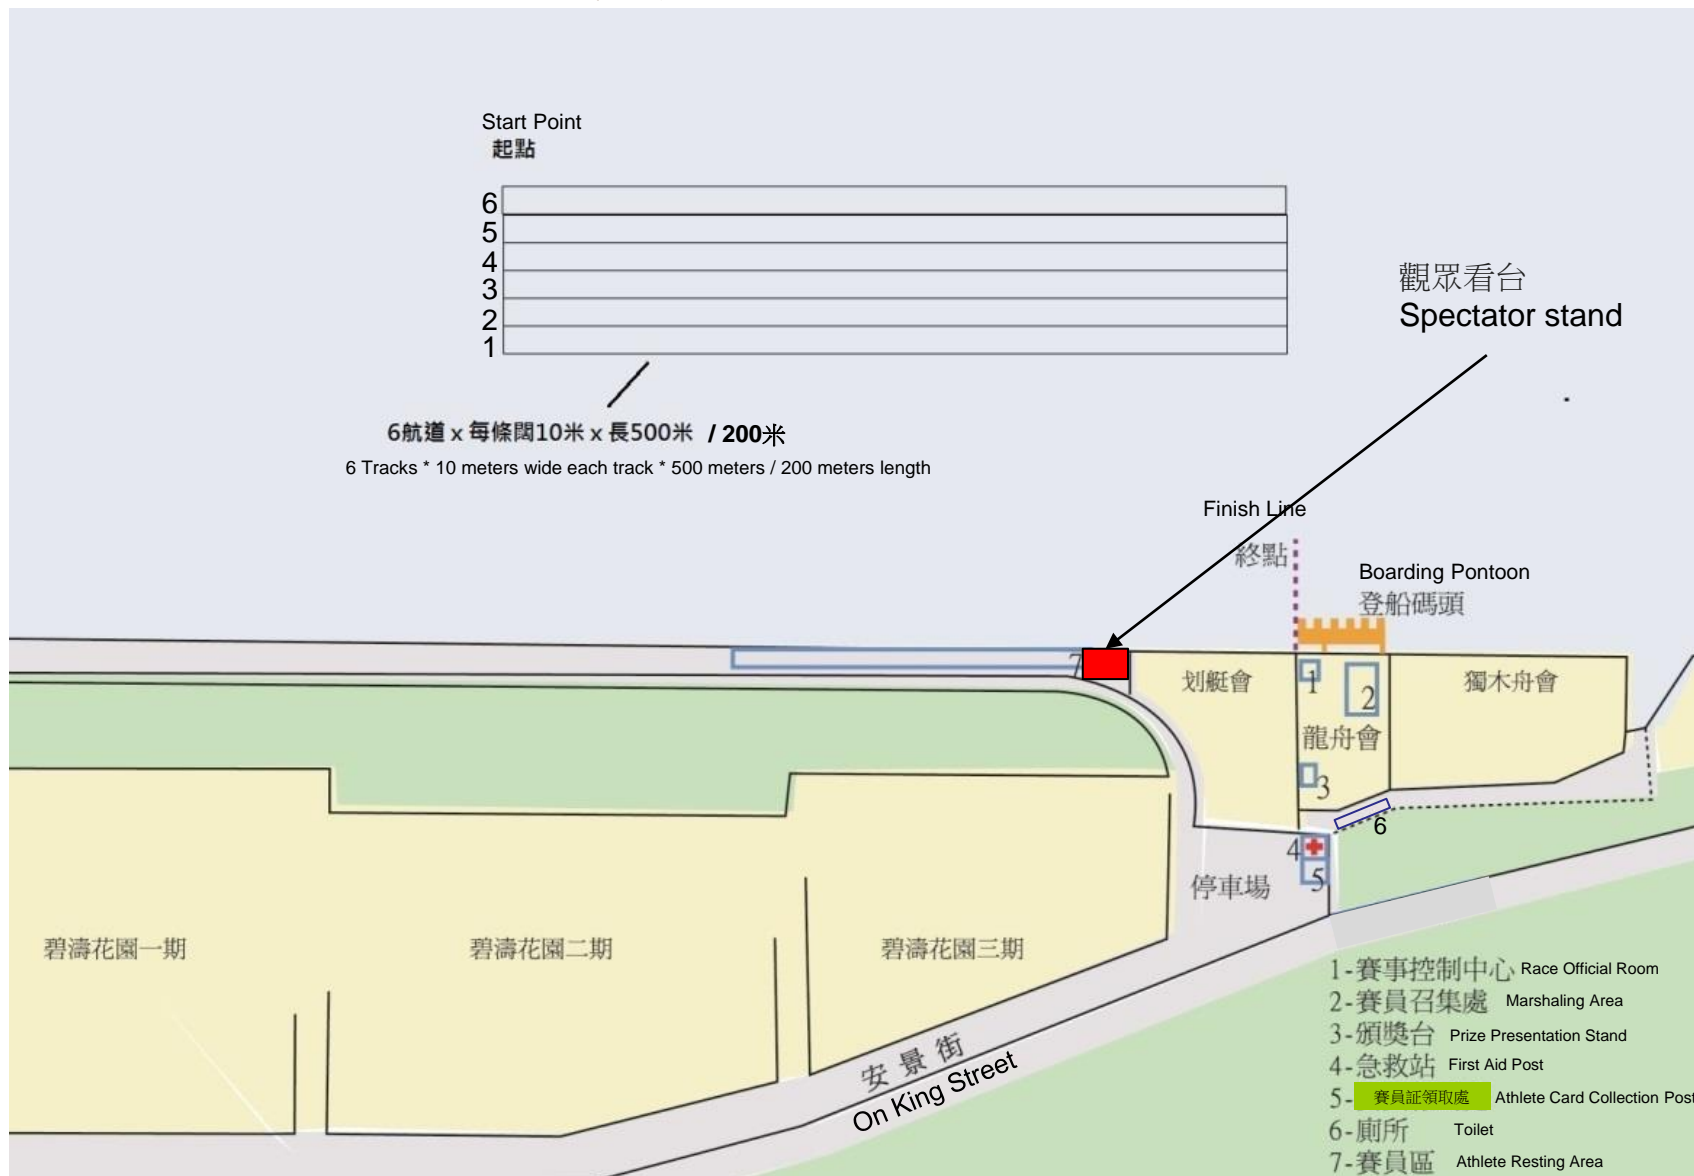 Start Point
起點
6
5
4
3
2
1
6航道 x 每條闊10米 x 長500米 / 200米
6 Tracks * 10 meters wide each track * 500 meters / 200 meters length
觀眾看台
Spectator stand
Finish Line
終點
Boarding Pontoon
登船碼頭
7
划艇會
1
2
獨木舟會
龍舟會
3
6
4
5
停車場
碧濤花園一期
碧濤花園二期
碧濤花園三期
安景街
On King Street
1-賽事控制中心 Race Official Room
2-賽員召集處 Marshaling Area
3-頒獎台 Prize Presentation Stand
4-急救站 First Aid Post
5-賽員証領取處 Athlete Card Collection Post
6-廁所 Toilet
7-賽員區 Athlete Resting Area